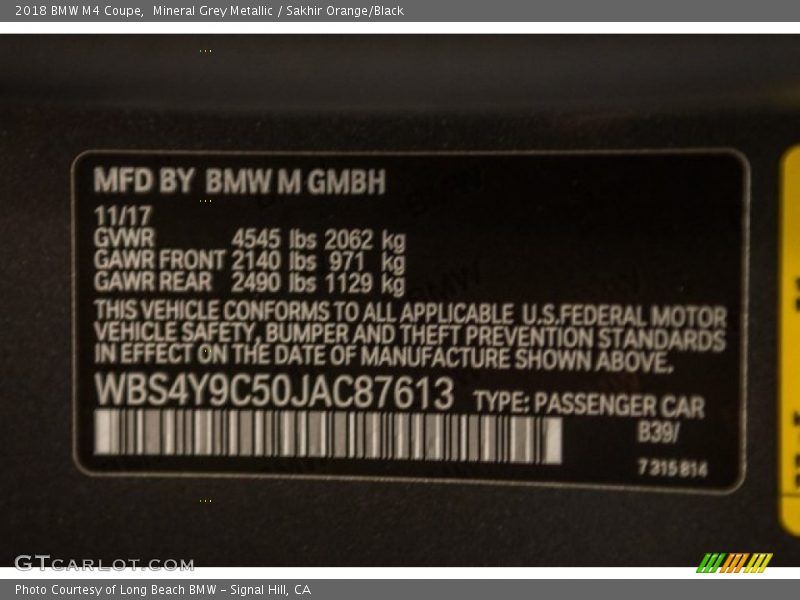 2018 BMW M4 Coupe,  Mineral Grey Metallic / Sakhir Orange/Black
MFD BY BMW M GMBH
11/17
GVWR 4545 lbs 2062 kg
GAWR FRONT 2140 lbs 971 kg
GAWR REAR 2490 lbs 1129 kg
THIS VEHICLE CONFORMS TO ALL APPLICABLE U.S.FEDERAL MOTOR
VEHICLE SAFETY, BUMPER AND THEFT PREVENTION STANDARDS
IN EFFECT ON THE DATE OF MANUFACTURE SHOWN ABOVE.
WBS4Y9C50JAC87613 TYPE: PASSENGER CAR
B39/
7 315 814
GTCARLOT.COM
Photo Courtesy of Long Beach BMW - Signal Hill, CA